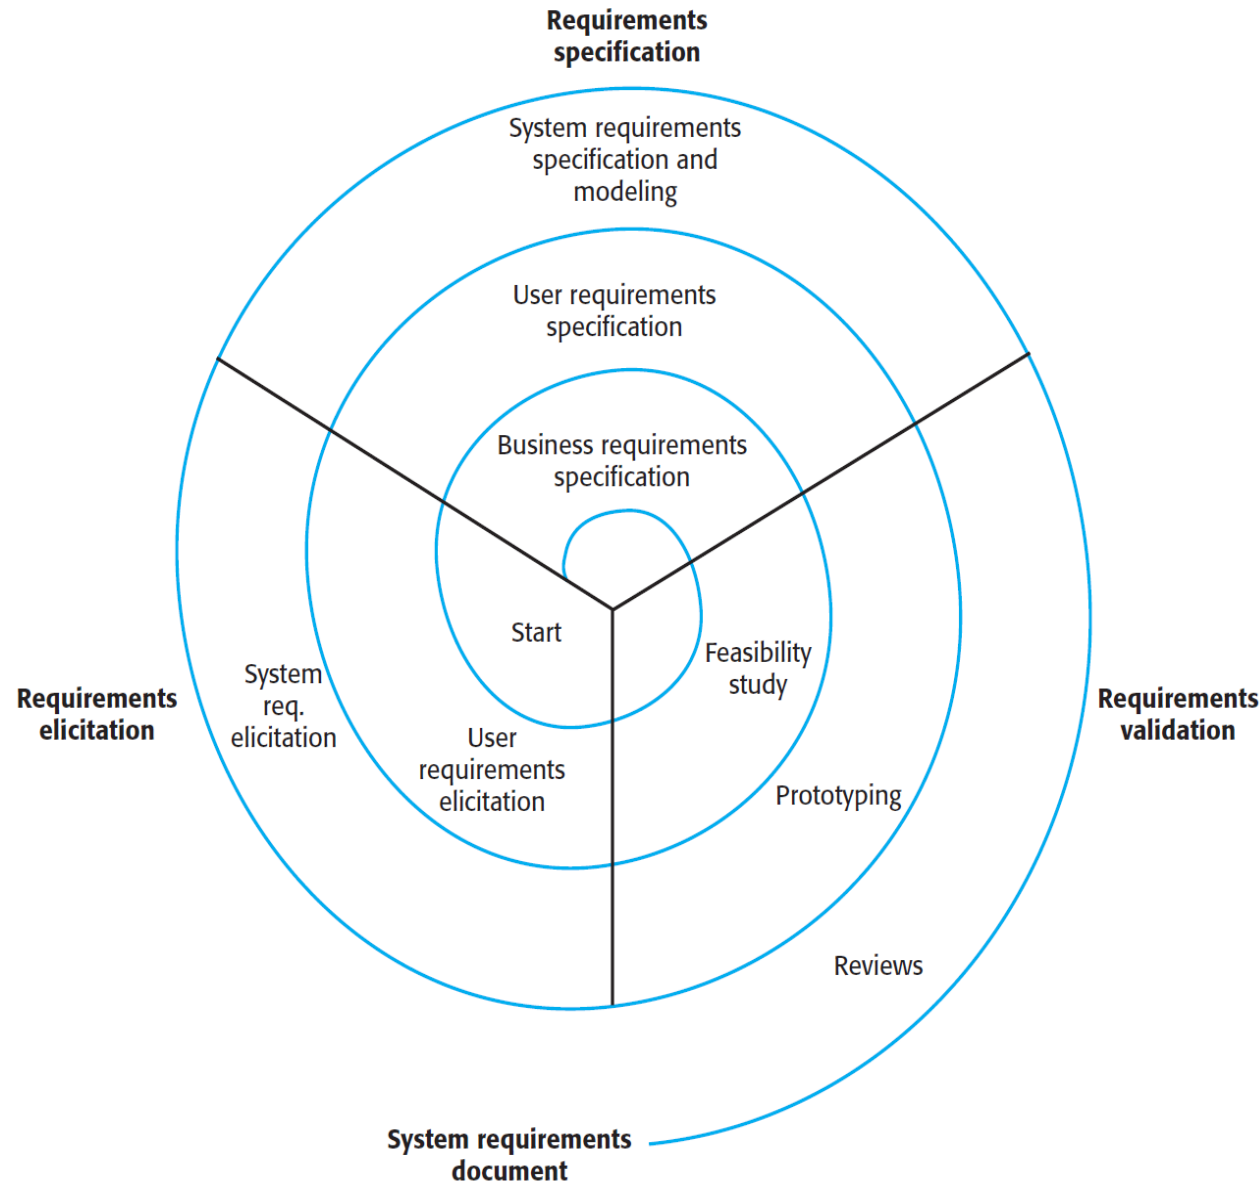 Requirements
specification
System requirements
specification and
modeling
User requirements
specification
Business requirements
specification
Start
Feasibility
study
System
req.
elicitation
Requirements
elicitation
Requirements
validation
User
requirements
elicitation
Prototyping
Reviews
System requirements
document